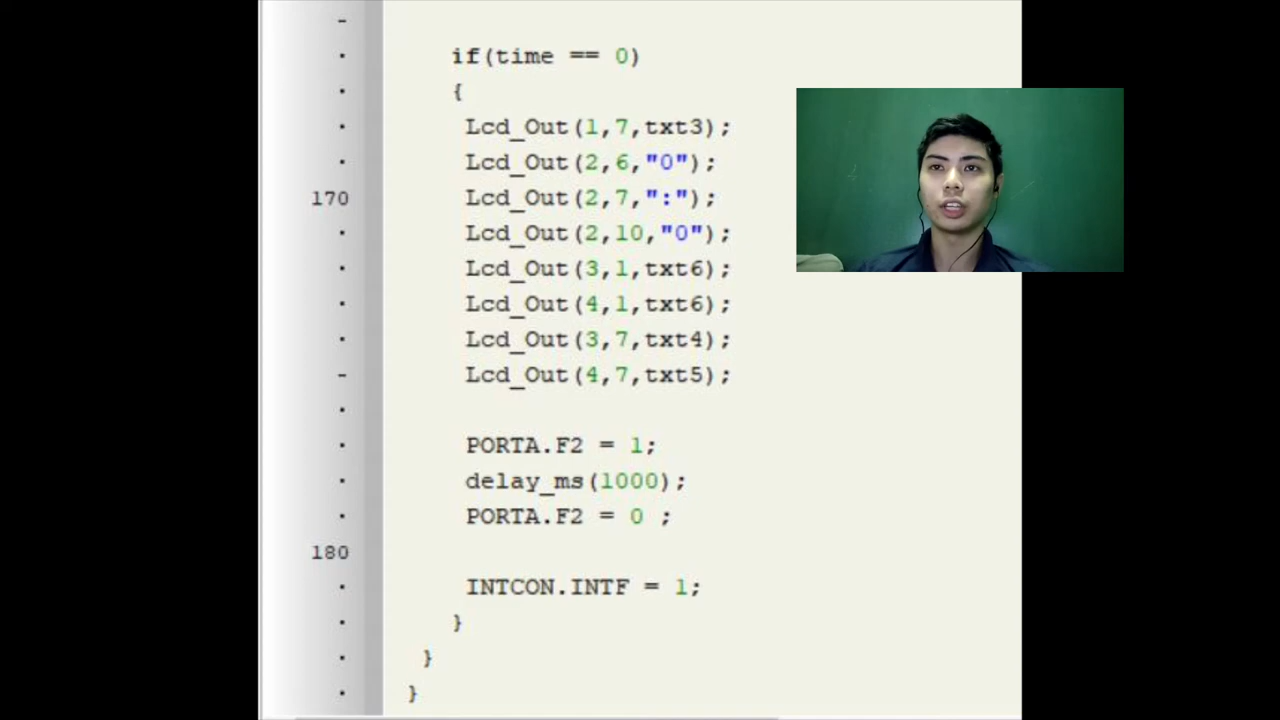 if(time == 0)
{
Lcd_Out(1,7,txt3);
Lcd_Out(2,6,"0");
170 Lcd_Out(2,7,":");
Lcd_Out(2,10,"0");
Lcd_Out(3,1,txt6);
Lcd_Out(4,1,txt6);
Lcd_Out(3,7,txt4);
Lcd_Out(4,7,txt5);
PORTA.F2 = 1;
delay_ms(1000);
PORTA.F2 = 0 ;
180
INTCON.INTF = 1;
}
}
}